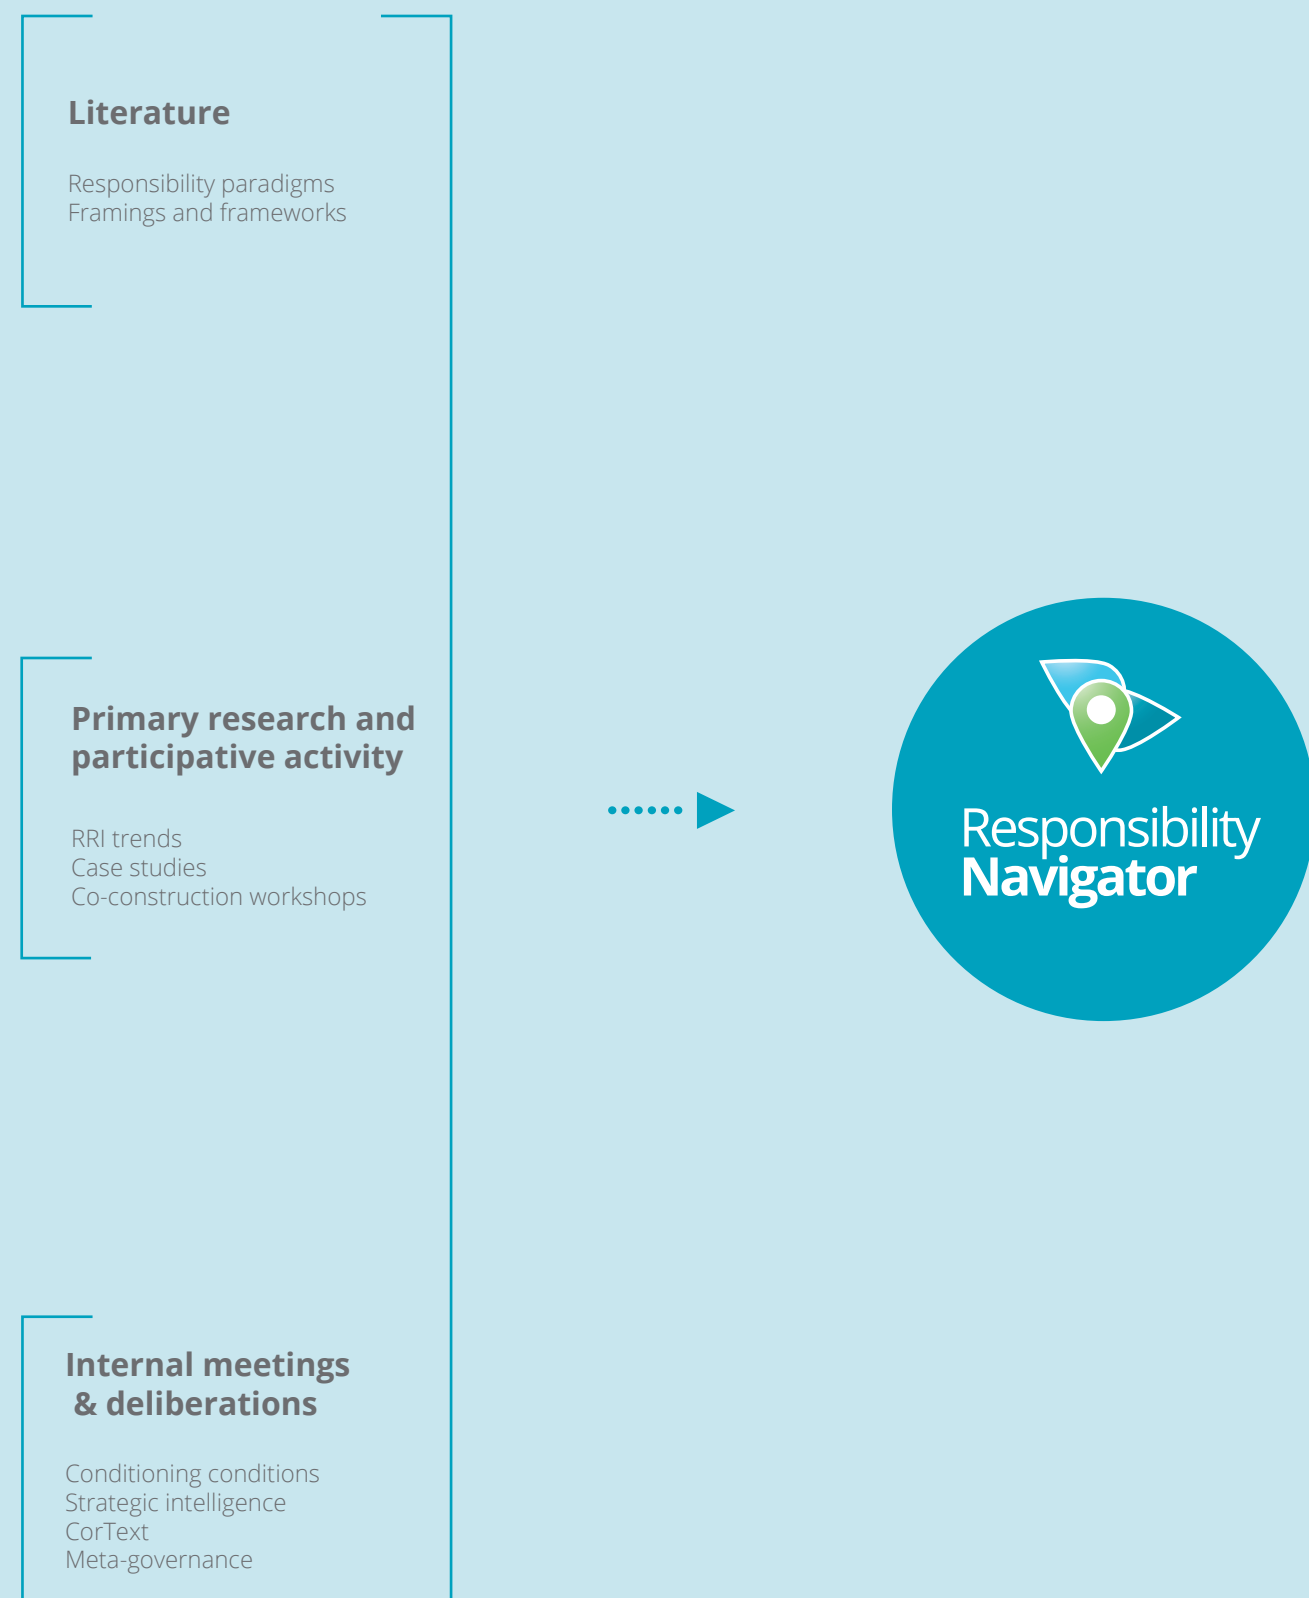 Literature
Responsibility paradigms
Framings and frameworks
Primary research and
participative activity
RRI trends
Case studies
Co-construction workshops
Responsibility
Navigator
Internal meetings
& deliberations
Conditioning conditions
Strategic intelligence
CorText
Meta-governance